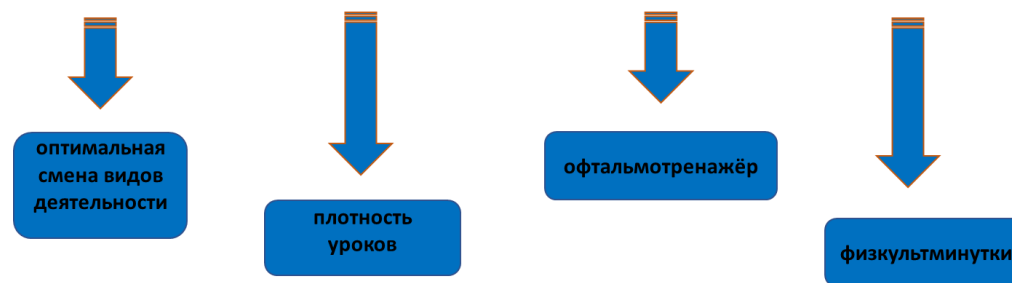 оптимальная
смена видов
деятельности
плотность
уроков
офтальмотренажёр
физкультминутки